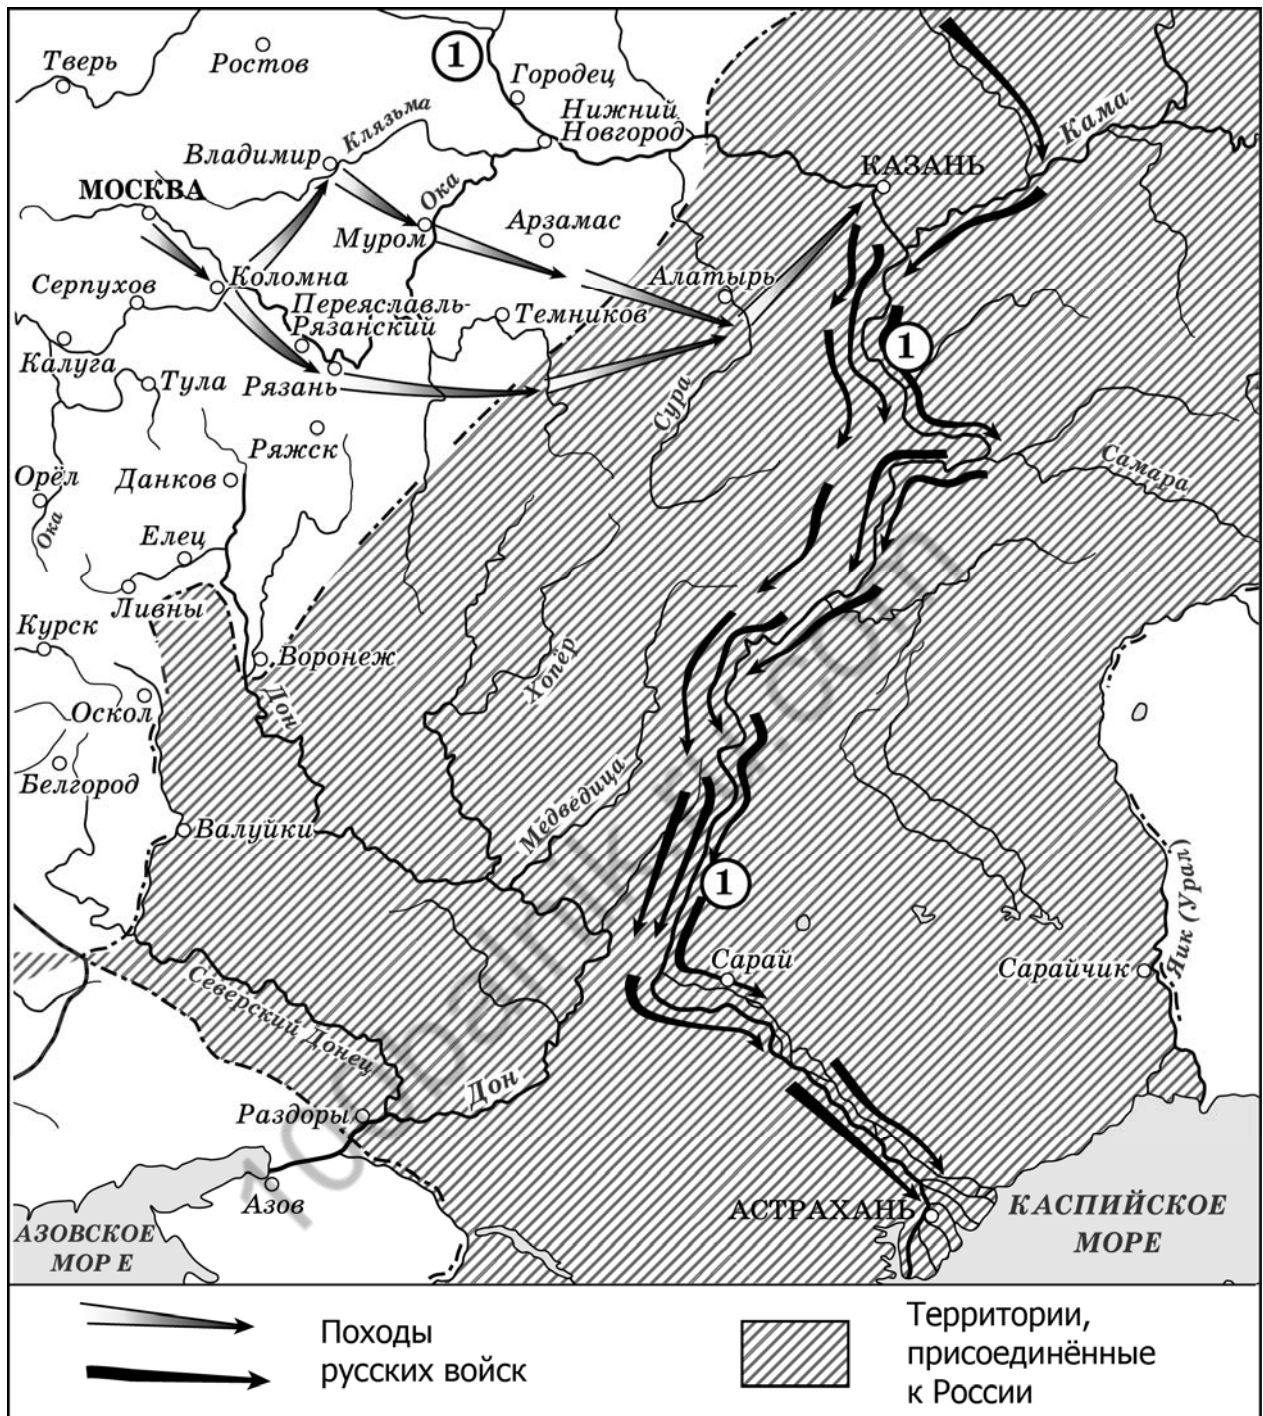 Тверь
Ростов
1
Городец
Нижний
Новгород
Клязьма
Кама
Владимир
КАЗАНЬ
МОСКВА
Ока
Муром
Арзамас
Коломна
Серпухов
Алатырь
Переяславль-
Рязанский
Темников
1
Калуга
Тула
Рязань
Сура
Ряжск
Орёл
Данков
Самара
Ока
Елец
Ливны
Курск
Воронеж
Хопёр
Дон
Оскол
Белгород
Медведица
Валуйки
1
Яик (Урал)
Сарай
Сарайчик
Северский Донец
Дон
Раздоры
Азов
АСТРАХАНЬ
КАСПИЙСКОЕ
МОРЕ
АЗОВСКОЕ
МОРЕ
Походы
русских войск
Территории,
присоединённые
к России